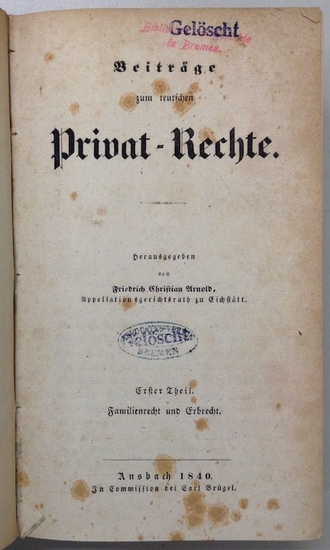 Gelöscht
in Bremen.
Beiträge
zum teutschen
Privat-Rechte.
Herausgegeben
von
Friedrich Christian Arnold,
Appellationsgerichtsrath zu Eichstätt.
Gelöscht
BREMEN
Erster Theil.
Familienrecht und Erbrecht.
Ansbach 1840.
In Commission bei Carl Brügel.